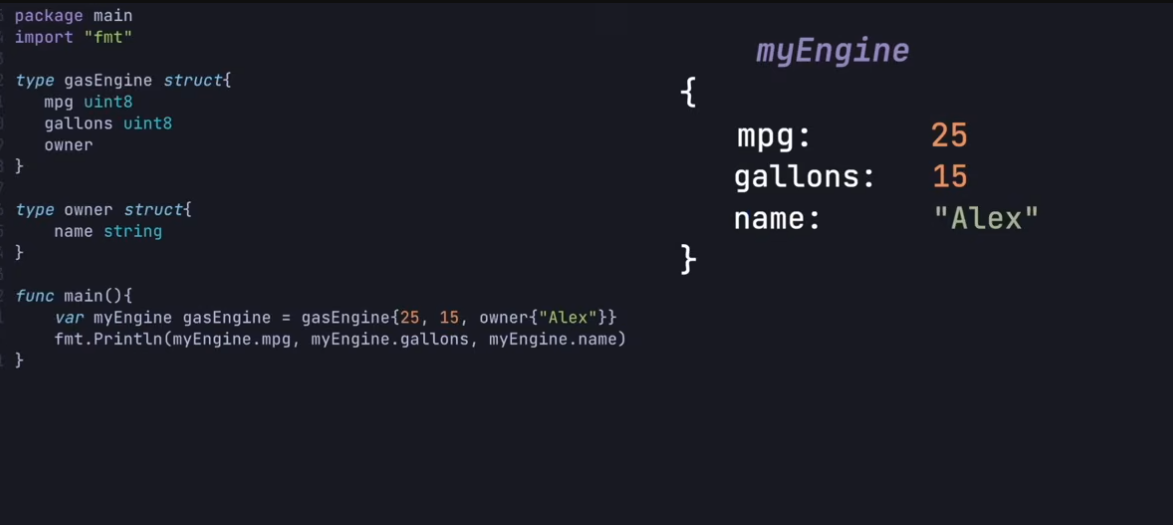 package main
import "fmt"
type gasEngine struct{
mpg uint8
gallons uint8
owner
}
type owner struct{
name string
}
func main(){
var myEngine gasEngine = gasEngine{25, 15, owner{"Alex"}}
fmt.Println(myEngine.mpg, myEngine.gallons, myEngine.name)
}
myEngine
{
mpg: 25
gallons: 15
name: "Alex"
}